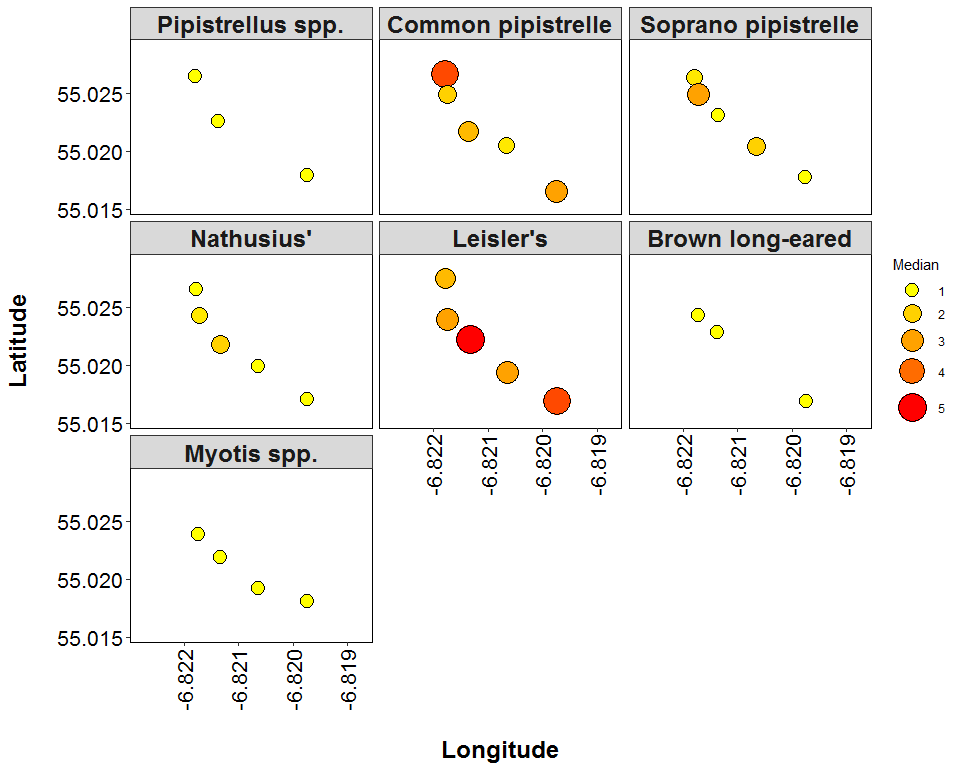 Pipistrellus spp. Common pipistrelle Soprano pipistrelle
55.025
55.020
55.015
Nathusius' Leisler's Brown long-eared
55.025
55.020
55.015
-6.822 -6.821 -6.820 -6.819 -6.822 -6.821 -6.820 -6.819
Myotis spp.
55.025
55.020
55.015
-6.822 -6.821 -6.820 -6.819
Latitude
Longitude
Median
1
2
3
4
5